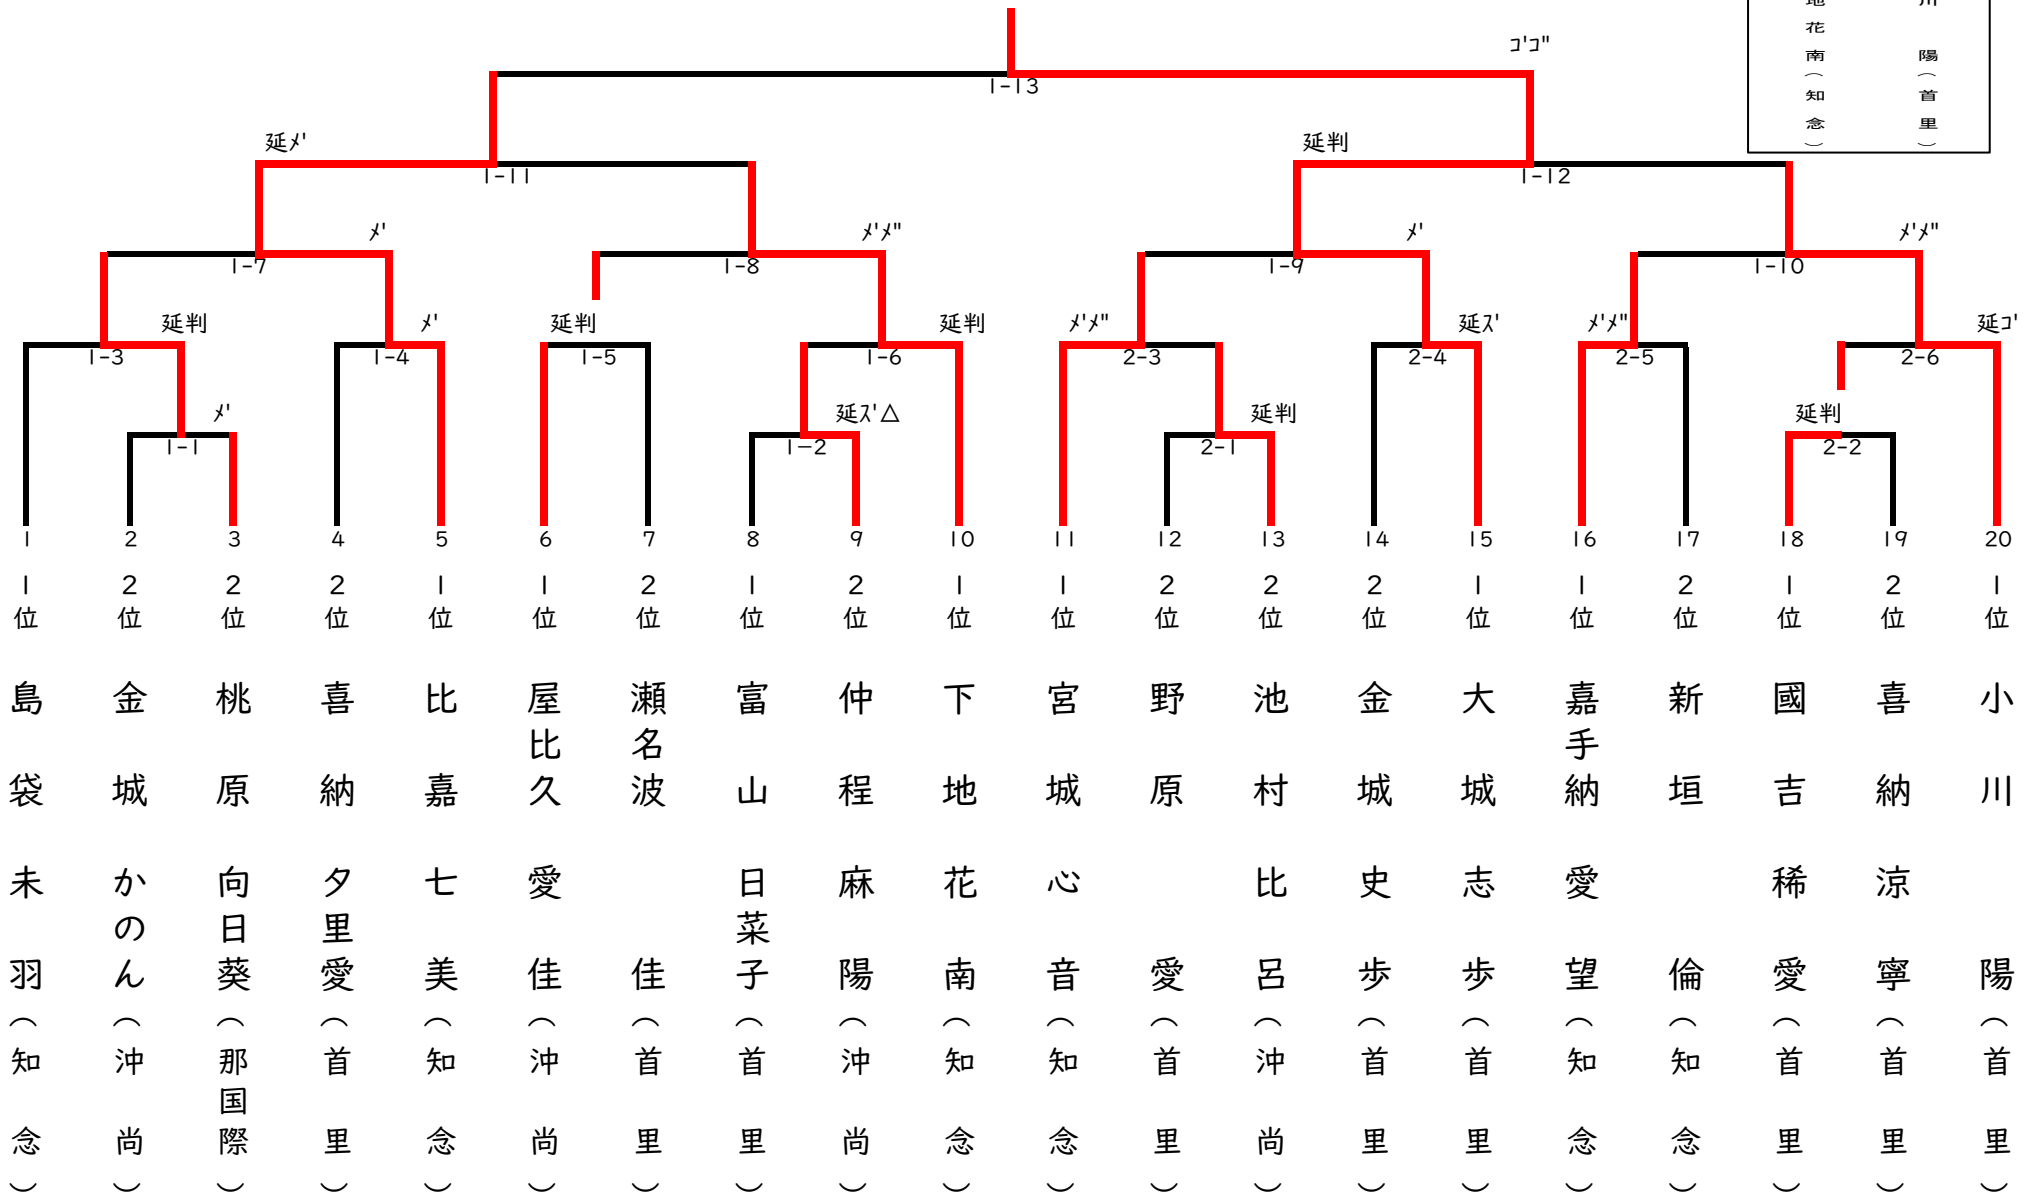 花南(知念)
川 陽(首里)
コ'コ"
1-13
延メ'
延判
1-11
1-12
メ'
メ'メ"
メ'
メ'メ"
1-7
1-8
1-9
1-10
延判
メ'
延判
延判
メ'メ"
延ズ'
メ'メ"
延コ'
1-3
1-4
1-5
1-6
2-3
2-4
2-5
2-6
メ'
延ズ'△
延判
延判
1-1
1-2
2-1
2-2
1 1位 島袋 未羽(知念)
2 2位 金城 かのん(沖尚)
3 2位 桃原 向日葵(那国際)
4 2位 喜納 夕里愛(首里)
5 1位 比嘉 七美(知念)
6 1位 屋比久 愛佳(沖尚)
7 2位 瀬名波 佳(首里)
8 1位 富山 日菜子(首里)
9 2位 仲程 麻陽(沖尚)
10 1位 下地 花南(知念)
11 1位 宮城 心音(知念)
12 2位 野原 愛(首里)
13 2位 池村 比呂(沖尚)
14 2位 金城 史歩(首里)
15 1位 大城 志歩(首里)
16 1位 嘉手納 愛望(知念)
17 2位 新垣 倫(知念)
18 1位 國吉 稀愛(首里)
19 2位 喜納 涼寧(首里)
20 1位 小川 陽(首里)